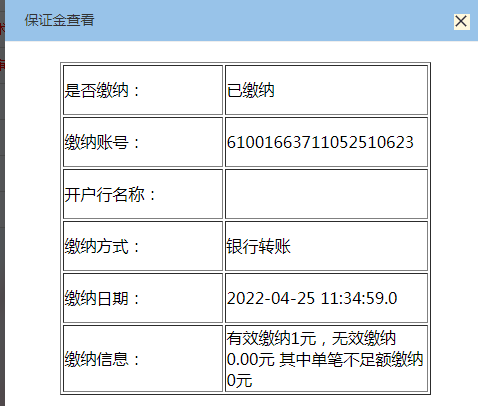 保证金查看
是否缴纳： 已缴纳
缴纳账号： 61001663711052510623
开户行名称：
缴纳方式： 银行转账
缴纳日期： 2022-04-25 11:34:59.0
缴纳信息： 有效缴纳1元，无效缴纳
0.00元 其中单笔不足额缴纳
0元